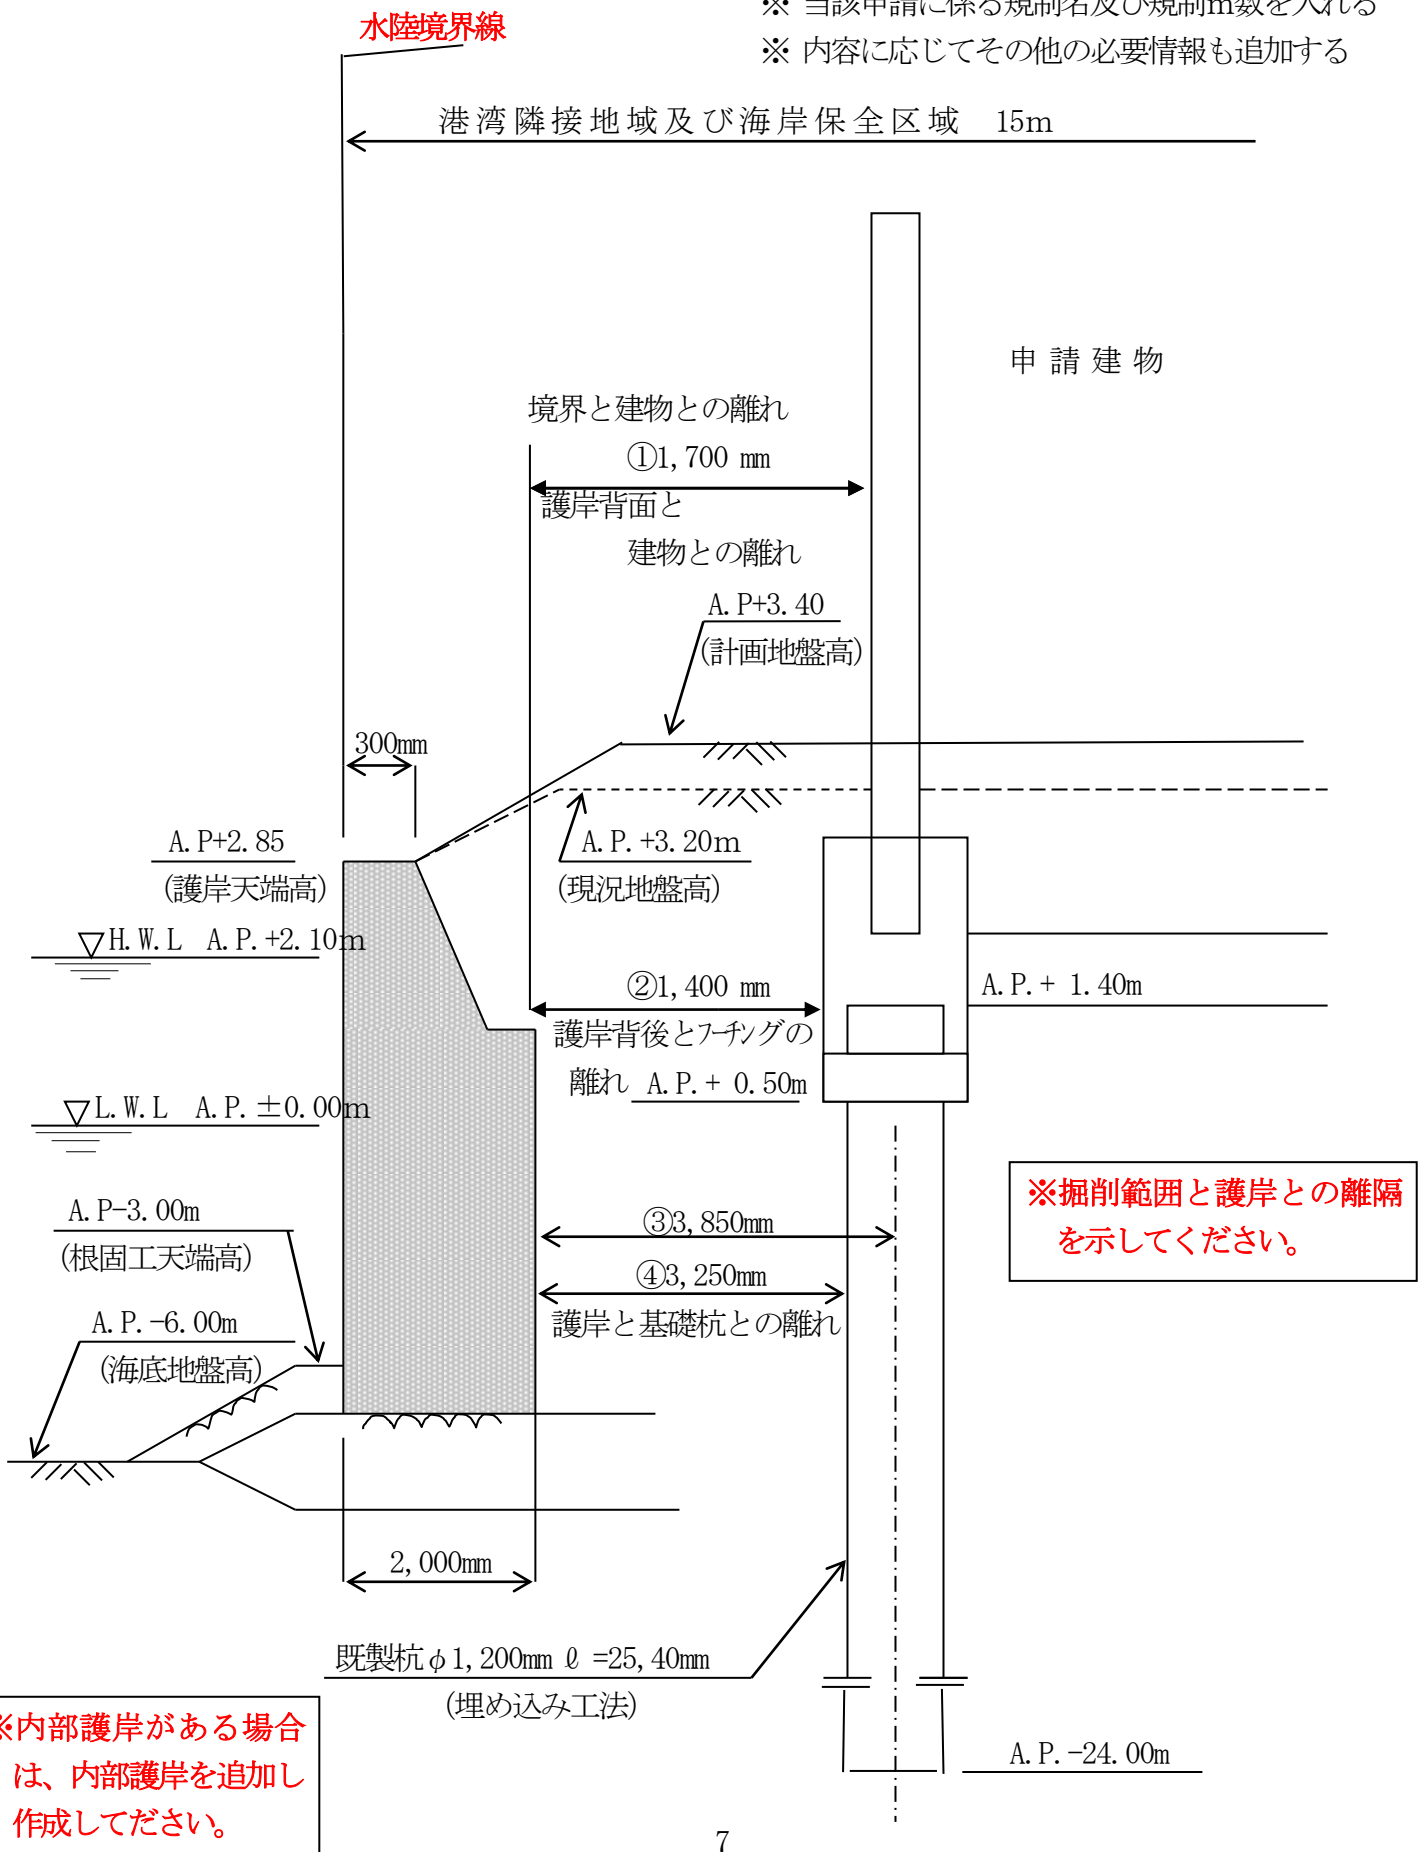 ※ 当該申請に係る規制名及び規制m数を入れる
水陸境界線
※ 内容に応じてその他の必要情報も追加する
港湾隣接地域及び海岸保全区域　15m
申 請 建 物
境界と建物との離れ
①1,700 mm
護岸背面と
建物との離れ
A.P+3.40
(計画地盤高)
300mm
A.P+2.85
(護岸天端高)
A.P.+3.20m
(現況地盤高)
H.W.L　A.P.+2.10m
②1,400 mm
A.P.+ 1.40m
護岸背後とﾌｰﾁﾝグの
離れ A.P.+ 0.50m
L.W.L　A.P.±0.00m
※掘削範囲と護岸との離隔
を示してください。
A.P-3.00m
(根固工天端高)
③3,850mm
④3,250mm
護岸と基礎杭との離れ
A.P.-6.00m
(海底地盤高)
2,000mm
既製杭φ1,200mm ℓ =25,40mm
(埋め込み工法)
※内部護岸がある場合
は、内部護岸を追加し
作成してださい。
A.P.-24.00m
7